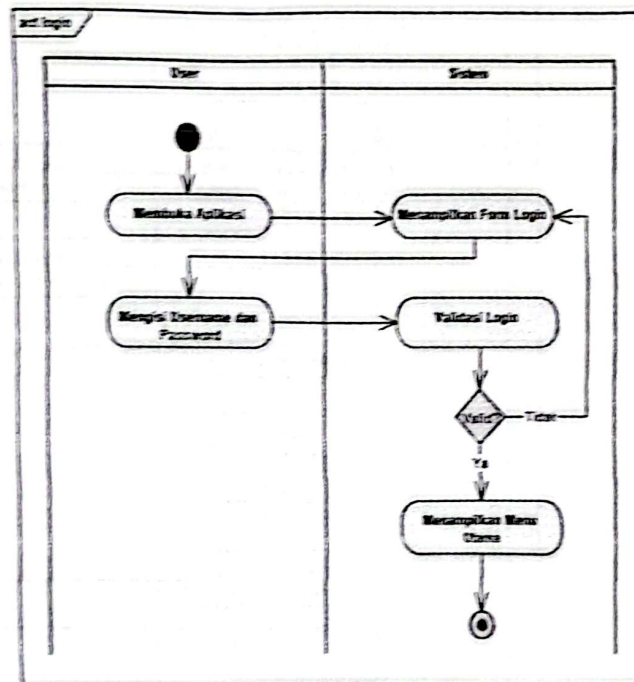 act login
User
Sistem
Membuka Aplikasi
Menampilkan Form Login
Mengisi Username dan
Password
Validasi Login
Valid?
Tidak
Ya
Menampilkan Menu
Utama